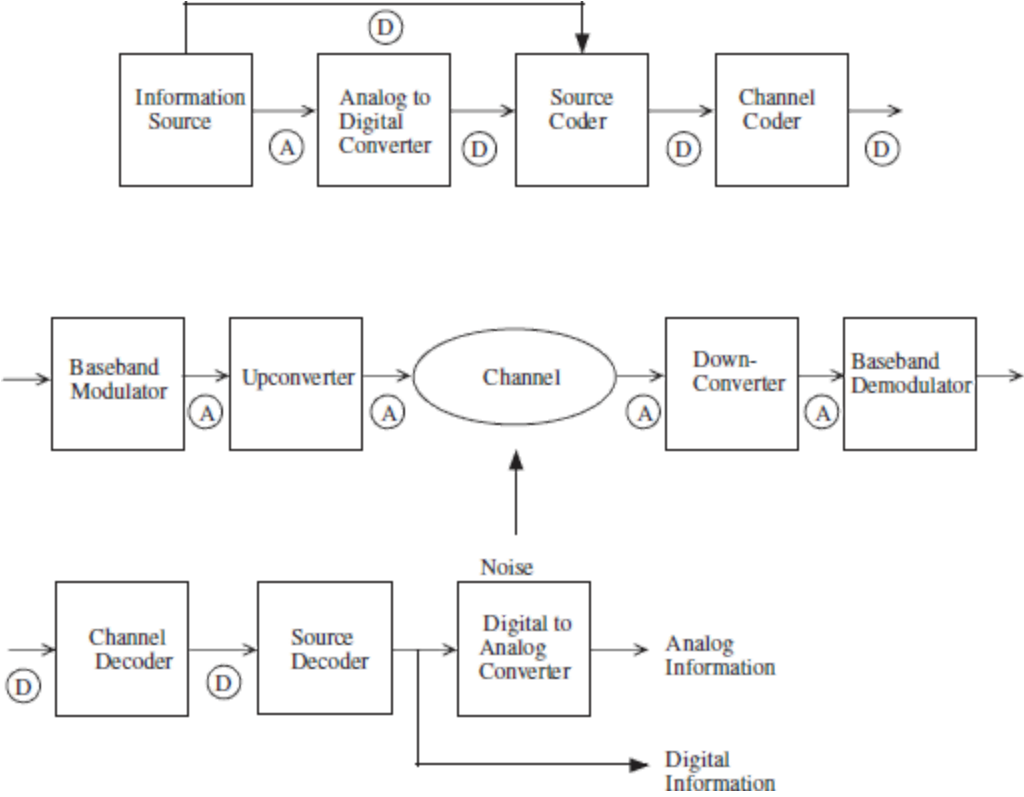 D
Information
Source
Analog to
Digital
Converter
Source
Coder
Channel
Coder
A
D
D
D
Baseband
Modulator
Upconverter
Channel
Down-
Converter
Baseband
Demodulator
A
A
A
A
Noise
Channel
Decoder
Source
Decoder
Digital to
Analog
Converter
Analog
Information
D
D
Digital
Information